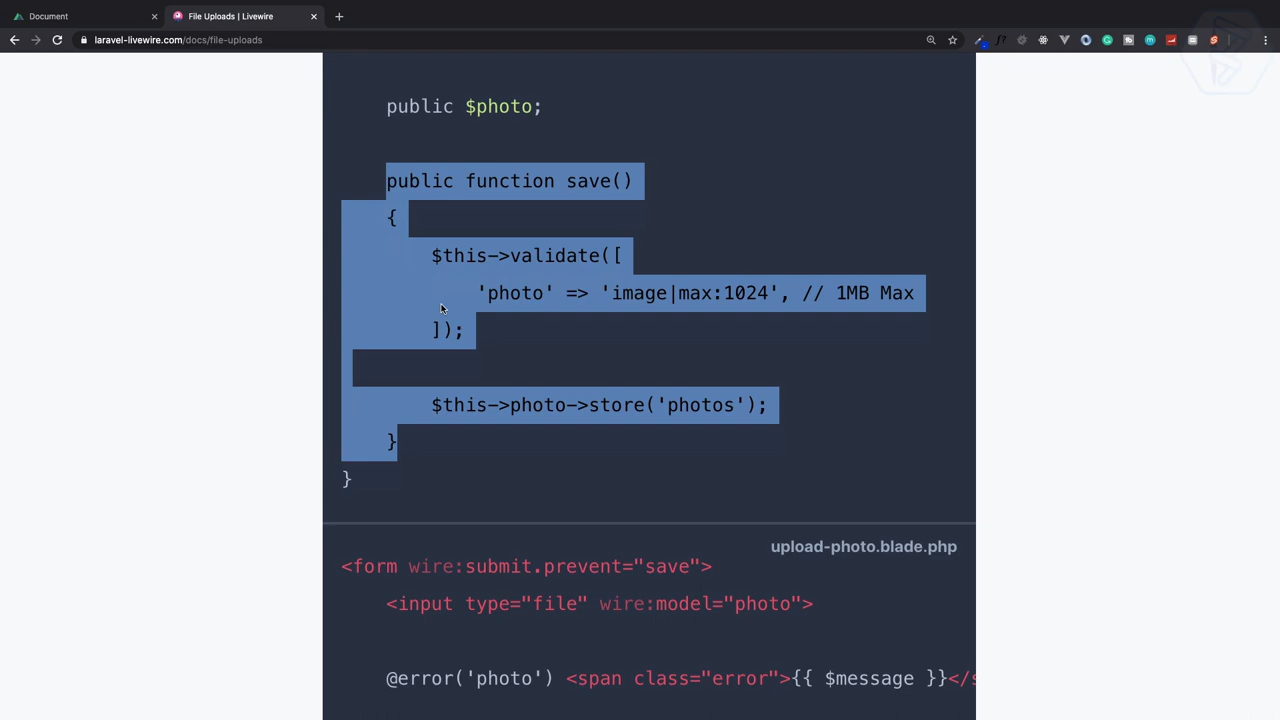 Document
File Uploads | Livewire
laravel-livewire.com/docs/file-uploads
public $photo;
public function save()
{
$this->validate([
'photo' => 'image|max:1024', // 1MB Max
]);
$this->photo->store('photos');
}
}
upload-photo.blade.php
<form wire:submit.prevent="save">
<input type="file" wire:model="photo">
@error('photo') <span class="error">{{ $message }}</s